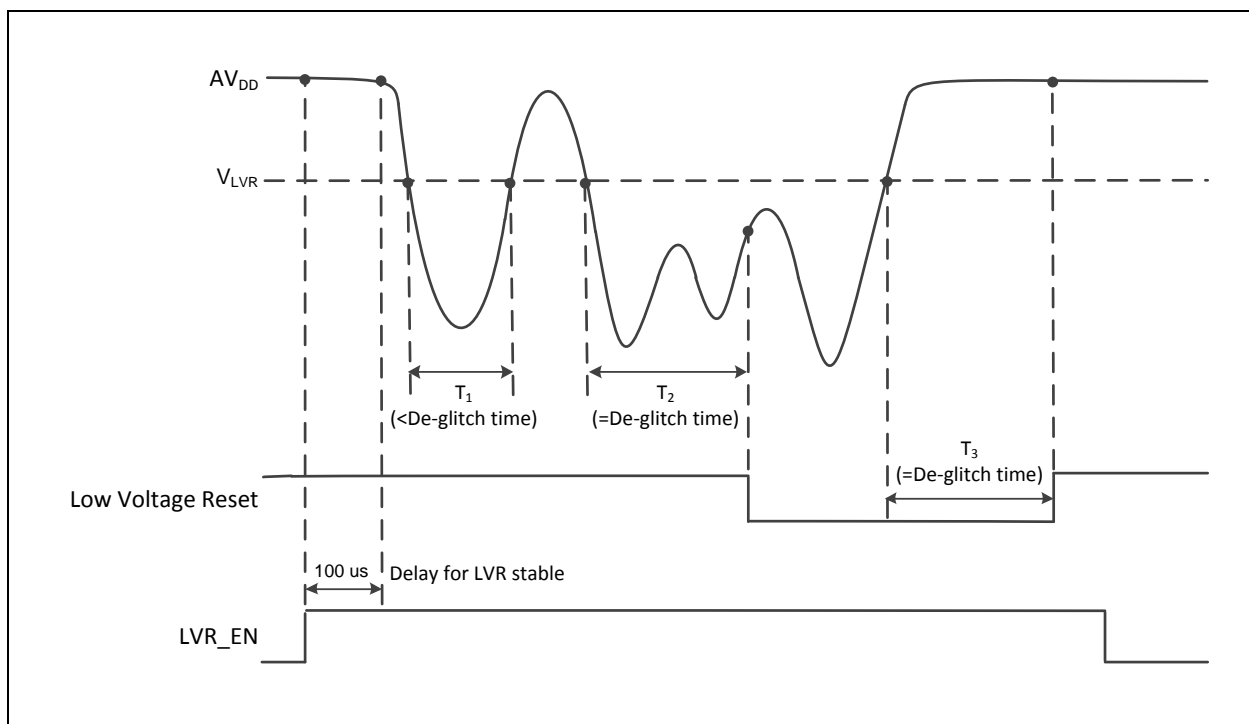 AVDD
VLVR
T1
(<De-glitch time)
T2
(=De-glitch time)
T3
(=De-glitch time)
Low Voltage Reset
100 us
Delay for LVR stable
LVR_EN